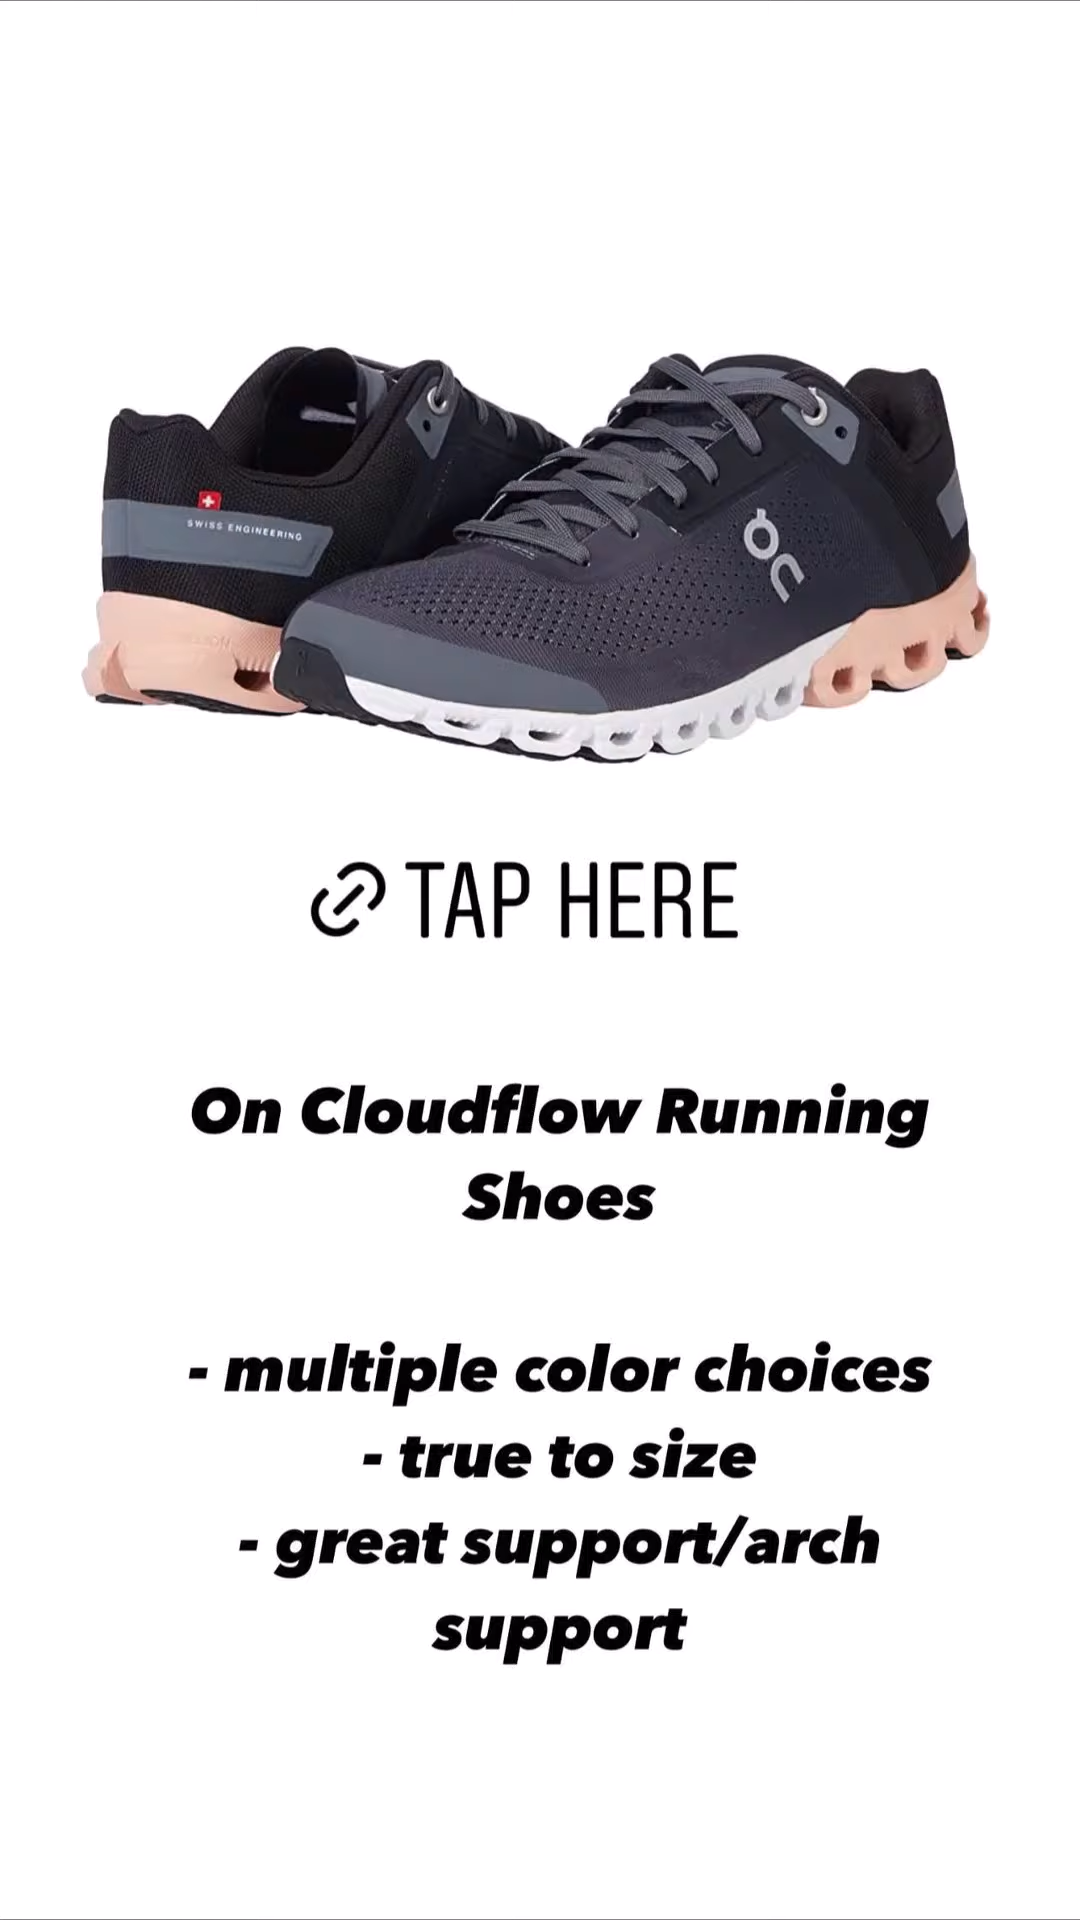 SWISS ENGINEERING
On
TAP HERE
On Cloudflow Running
Shoes
- multiple color choices
- true to size
- great support/arch
support